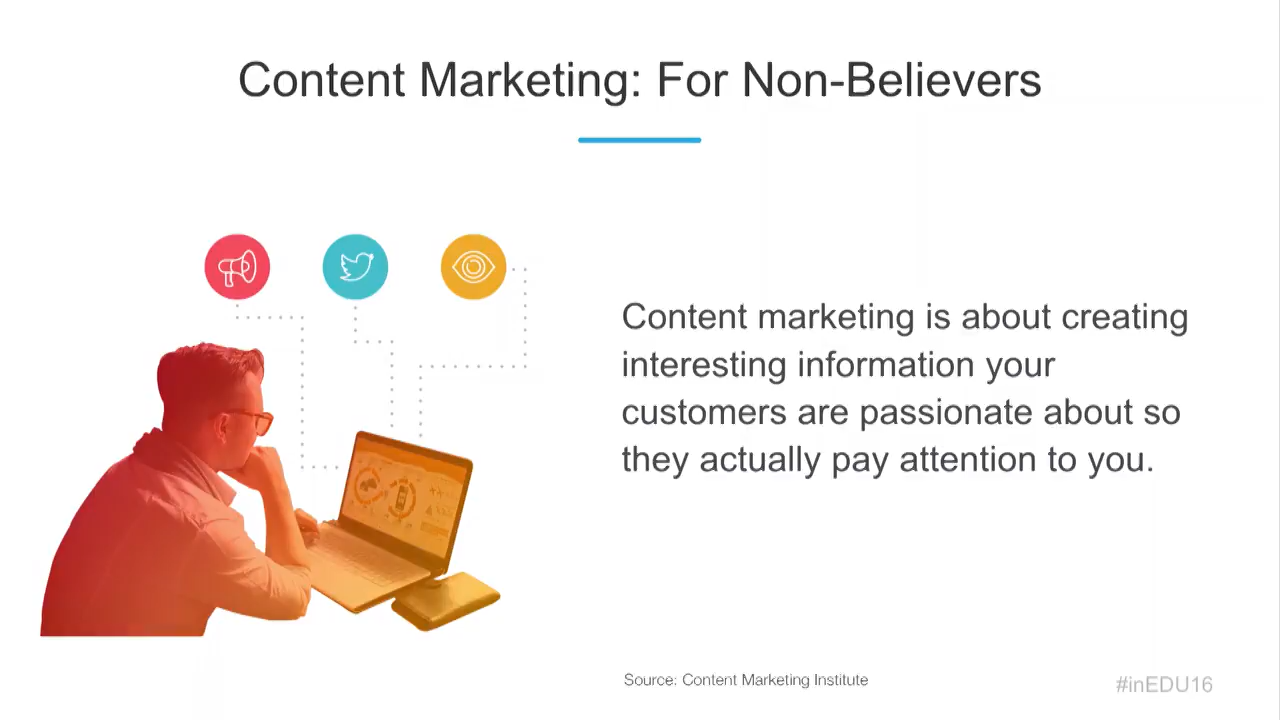 Content Marketing: For Non-Believers
Content marketing is about creating
interesting information your
customers are passionate about so
they actually pay attention to you.
Source: Content Marketing Institute
#inEDU16